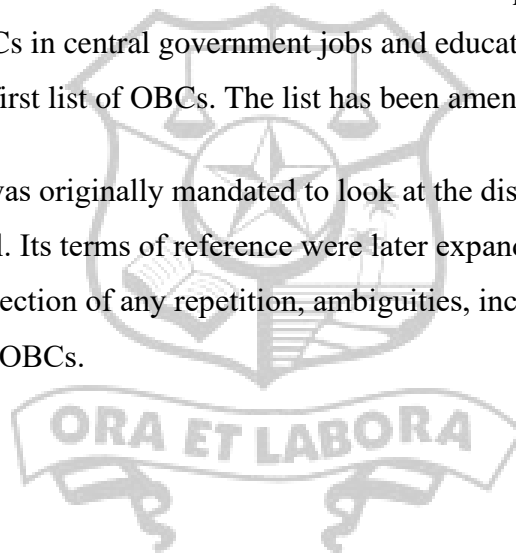 Cs in central government jobs and educat
first list of OBCs. The list has been amen
was originally mandated to look at the dis
l. Its terms of reference were later expand
ection of any repetition, ambiguities, inc
OBCs.
ORA ET LABORA